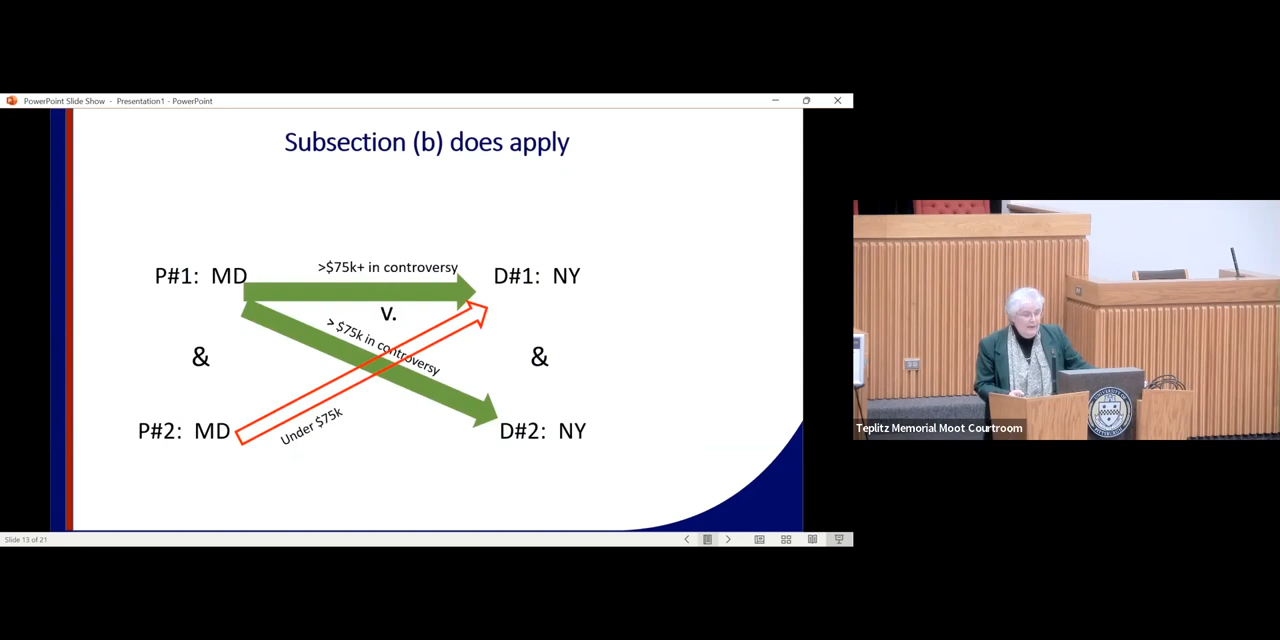 PowerPoint Slide Show - Presentation1 - PowerPoint
Subsection (b) does apply
P#1: MD
>$75k+ in controversy
D#1: NY
v.
> $75k in controversy
&
&
Under $75k
P#2: MD
D#2: NY
Teplitz Memorial Moot Courtroom
Slide 13 of 21